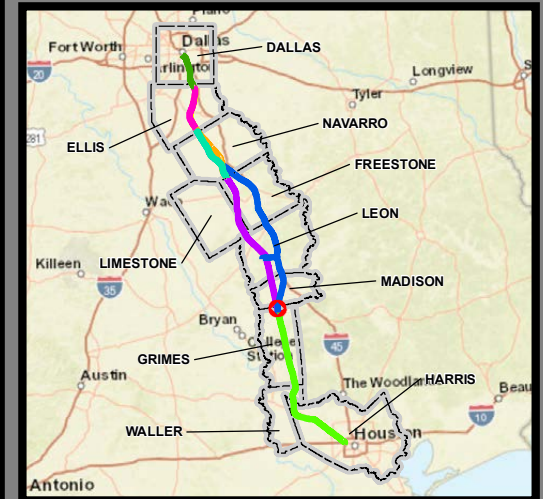 Plano
Dallas
DALLAS
Fort Worth
Arlington
20
Longview
Tyler
281
NAVARRO
ELLIS
FREESTONE
LEON
LIMESTONE
Killeen
35
MADISON
Bryan
College
Station
45
GRIMES
The Woodlands
HARRIS
Austin
10
WALLER
Houston
Antonio